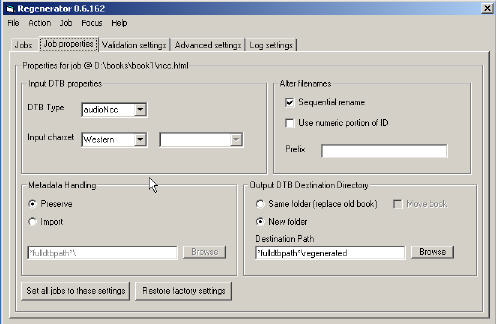 Regenerator 0.6.162
File Action Job Focus Help
Jobs Job properties Validation settings Advanced settings Log settings
Properties for job @ D:\books\book1\ncc.html
Input DTB properties
DTB Type audioNcc
Input charset Western
Alter filenames
Sequential rename
Use numeric portion of ID
Prefix
Metadata Handling
Preserve
Import
*fulldtbpath*\ Browse
Output DTB Destination Directory
Same folder (replace old book) Move book
New folder
Destination Path
*fulldtbpath*\regenerated Browse
Set all jobs to these settings Restore factory settings